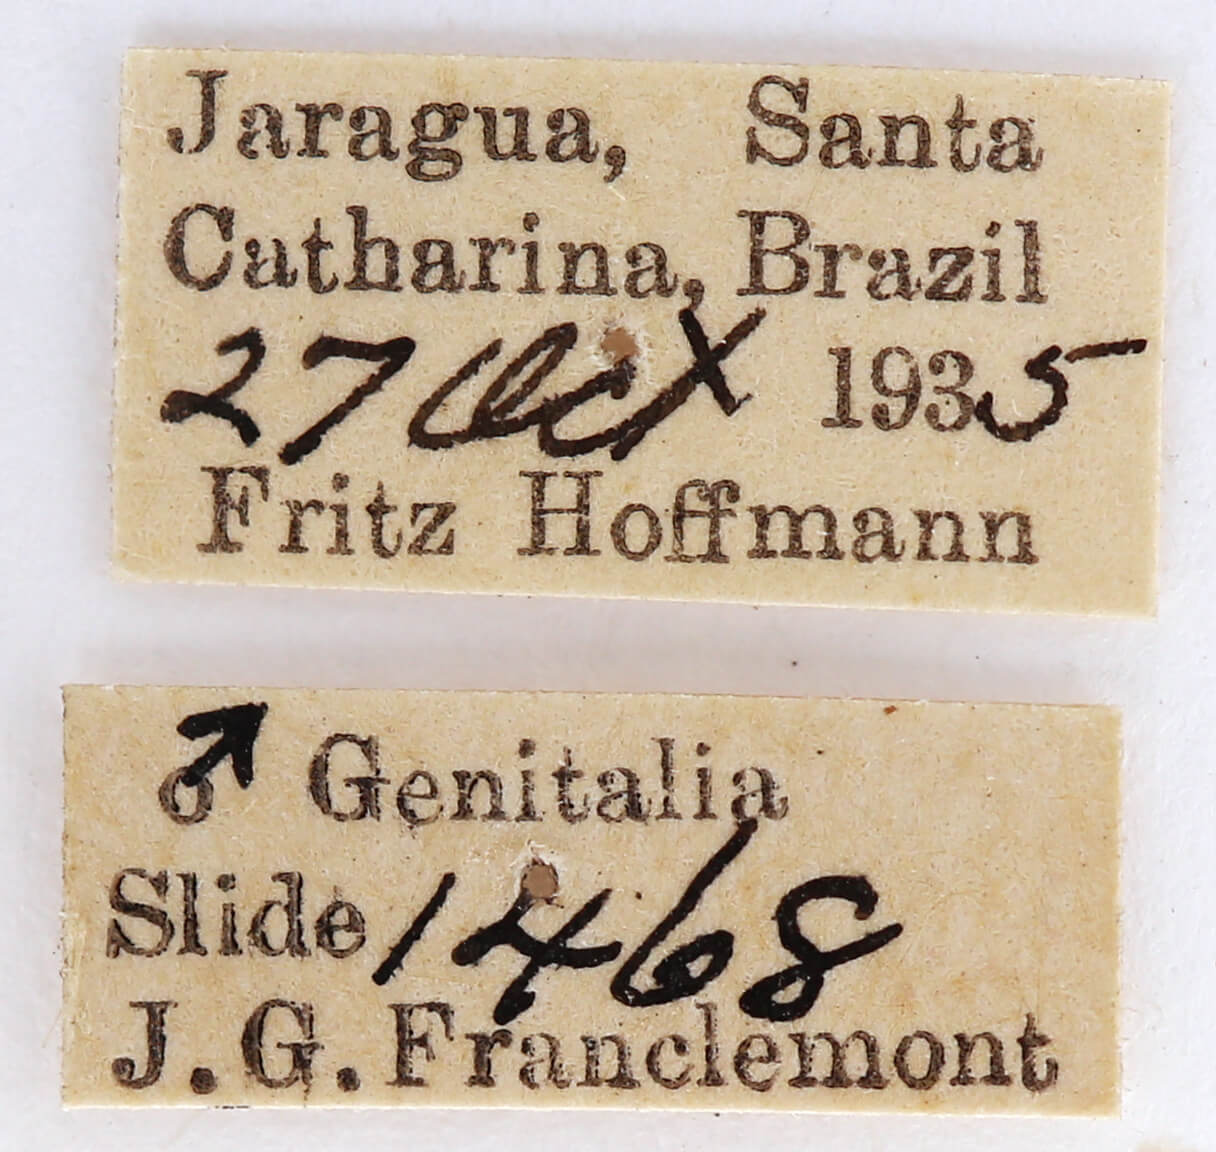 Jaragua, Santa
Catharina, Brazil
27 Oct 1935
Fritz Hoffmann
♂ Genitalia
Slide 1468
J. G. Franclemont